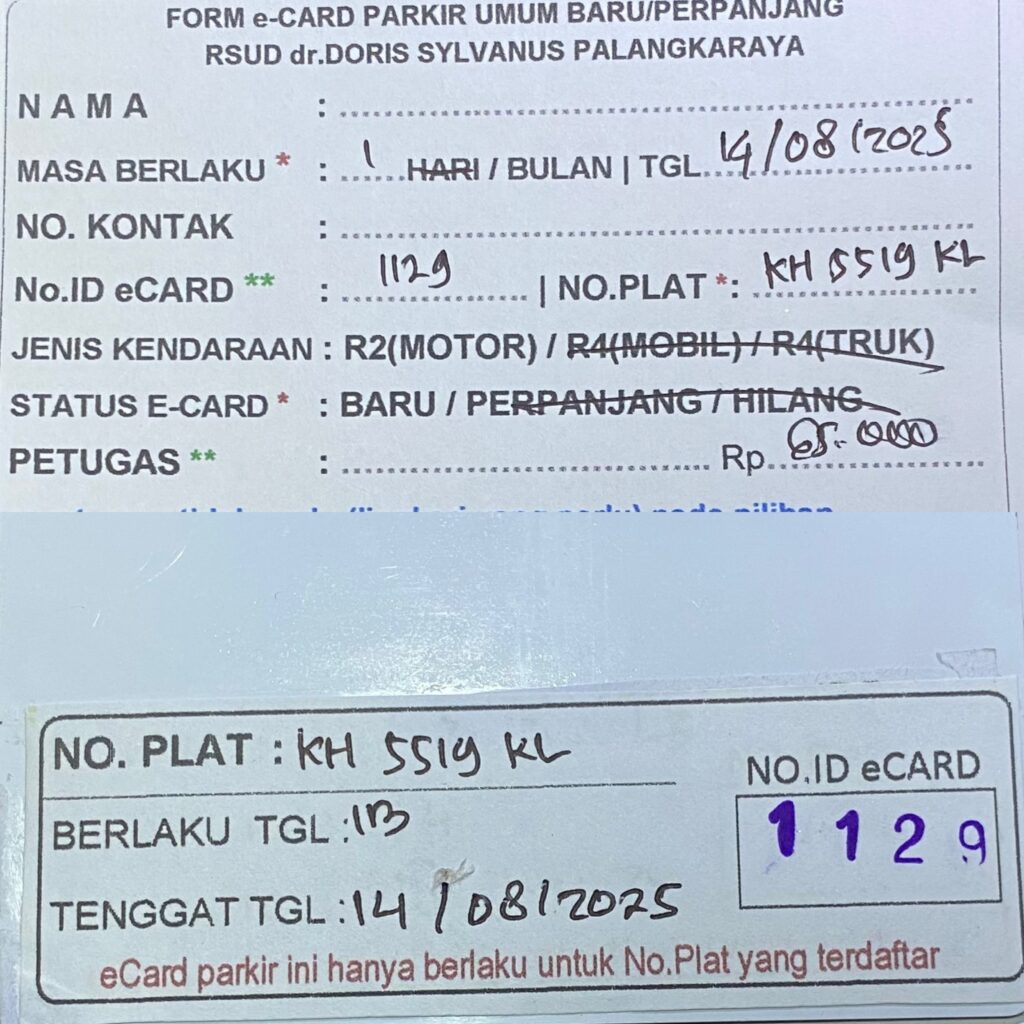 FORM e-CARD PARKIR UMUM BARU/PERPANJANG
RSUD dr.DORIS SYLVANUS PALANGKARAYA
NAMA :
MASA BERLAKU * : 1 HARI / BULAN | TGL. 14/08/2025
NO. KONTAK :
No.ID eCARD ** : 1129 | NO.PLAT *: KH 5519 KL
JENIS KENDARAAN : R2(MOTOR) / R4(MOBIL) / R4(TRUK)
STATUS E-CARD * : BARU / PERPANJANG / HILANG
PETUGAS ** : Rp 65.000
NO. PLAT : KH 5519 KL
NO.ID eCARD
1129
BERLAKU TGL : 1B
TENGGAT TGL : 14/08/2025
eCard parkir ini hanya berlaku untuk No.Plat yang terdaftar